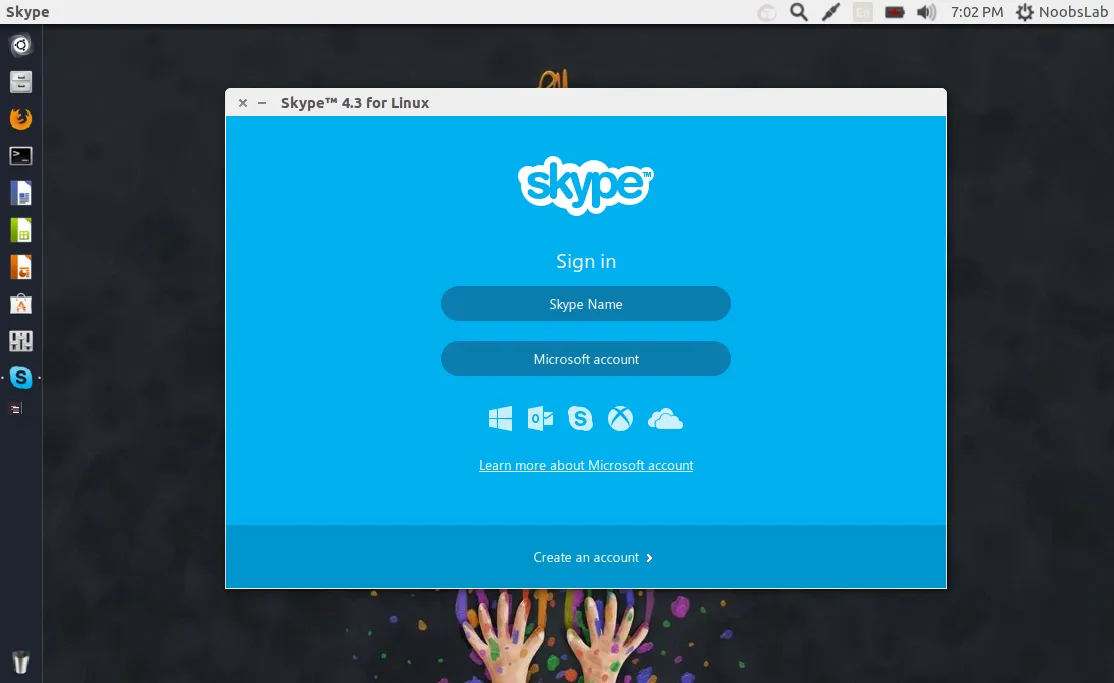 Skype
En
7:02 PM
NoobsLab
Skype™ 4.3 for Linux
skype™
Sign in
Skype Name
Microsoft account
Learn more about Microsoft account
Create an account